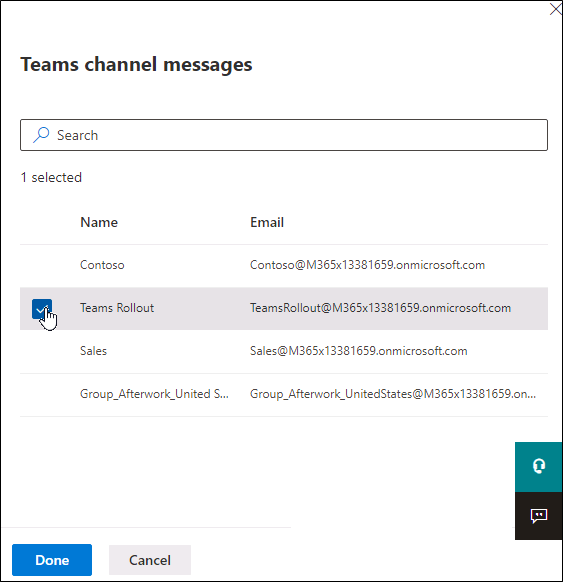 Teams channel messages
Search
1 selected
Name Email
Contoso Contoso@M365x13381659.onmicrosoft.com
Teams Rollout TeamsRollout@M365x13381659.onmicrosoft.com
Sales Sales@M365x13381659.onmicrosoft.com
Group_Afterwork_United S... Group_Afterwork_UnitedStates@M365x13381659.on...
Done Cancel